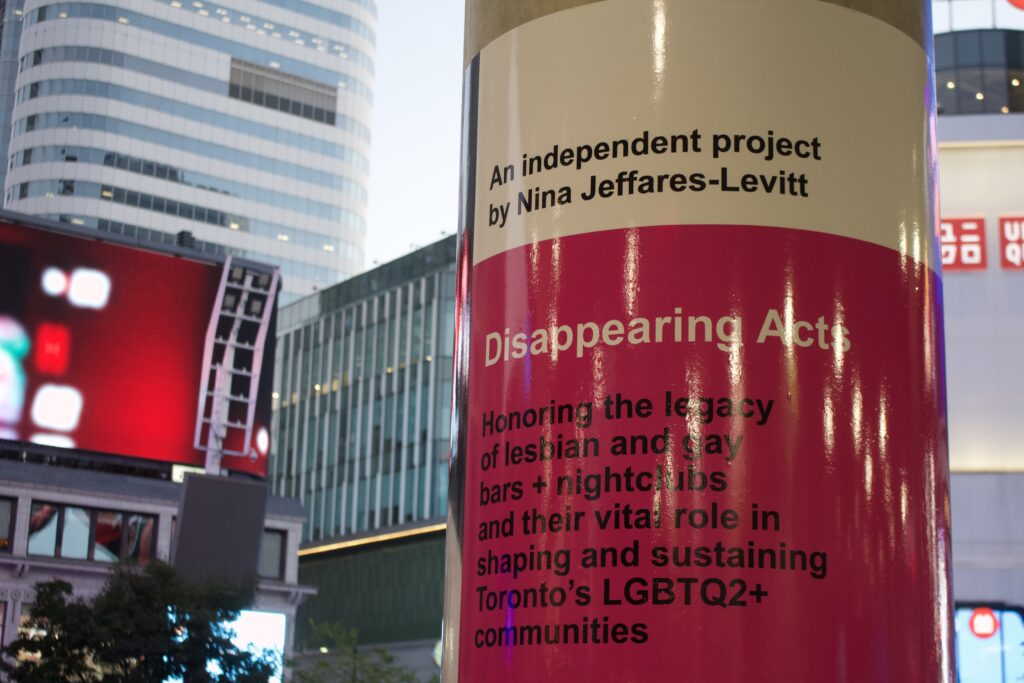 An independent project
by Nina Jeffares-Levitt
Disappearing Acts
Honoring the legacy
of lesbian and gay
bars + nightclubs
and their vital role in
shaping and sustaining
Toronto's LGBTQ2+
communities